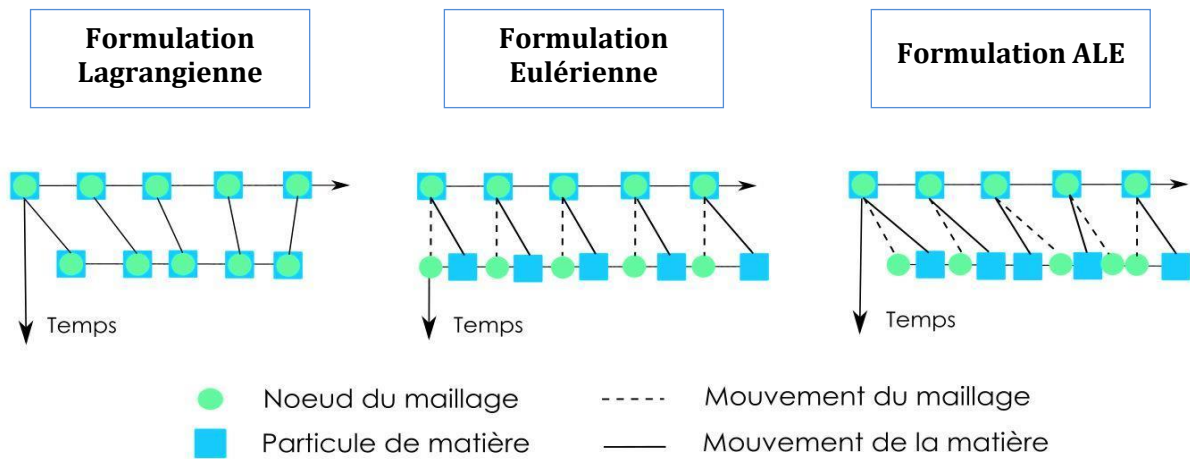 Formulation
Lagrangienne
Formulation
Eulérienne
Formulation ALE
Temps
Temps
Temps
Noeud du maillage
Mouvement du maillage
Particule de matière
Mouvement de la matière